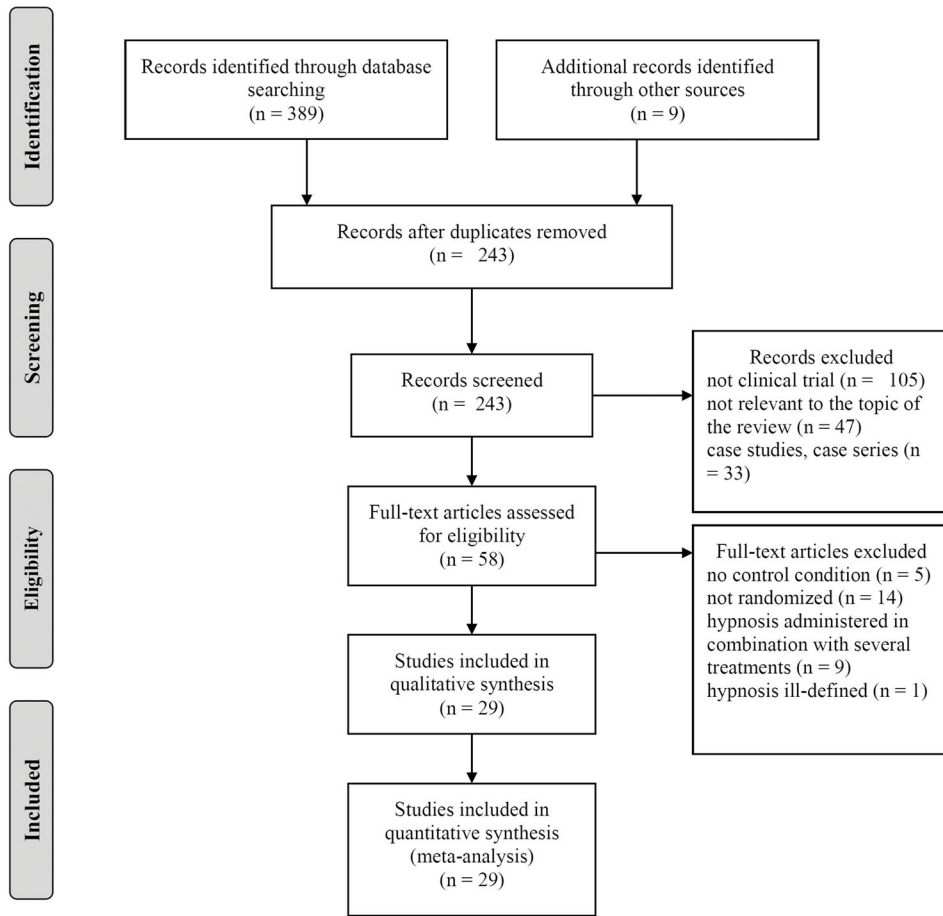 Identification
Records identified through database
searching
(n = 389)
Additional records identified
through other sources
(n = 9)
Records after duplicates removed
(n = 243)
Screening
Records screened
(n = 243)
Records excluded
not clinical trial (n = 105)
not relevant to the topic of
the review (n = 47)
case studies, case series (n
= 33)
Eligibility
Full-text articles assessed
for eligibility
(n = 58)
Full-text articles excluded
no control condition (n = 5)
not randomized (n = 14)
hypnosis administered in
combination with several
treatments (n = 9)
hypnosis ill-defined (n = 1)
Studies included in
qualitative synthesis
(n = 29)
Included
Studies included in
quantitative synthesis
(meta-analysis)
(n = 29)